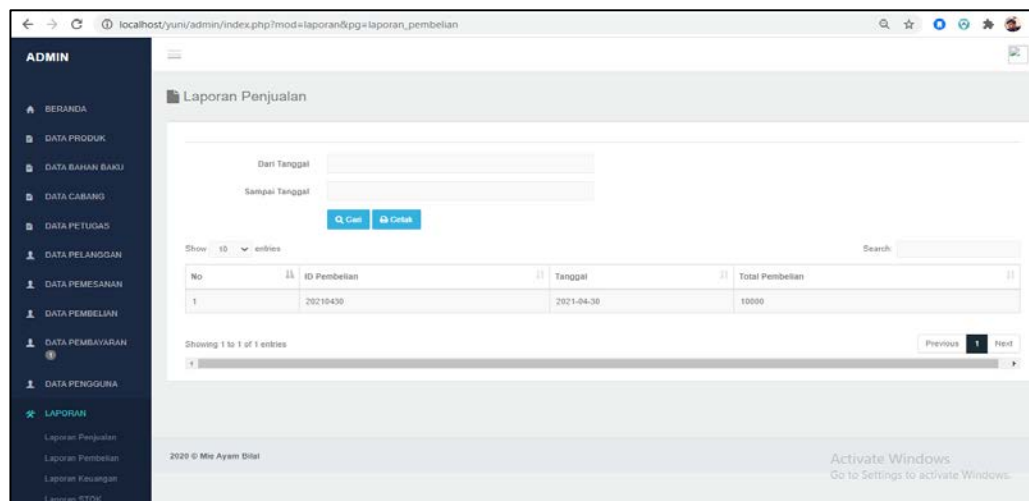 localhost/yuni/admin/index.php?mod=laporan&pg=laporan_pembelian
ADMIN
BERANDA
DATA PRODUK
DATA BAHAN BAKU
DATA CABANG
DATA PETUGAS
DATA PELANGGAN
DATA PEMESANAN
DATA PEMBELIAN
DATA PEMBAYARAN
1
DATA PENGGUNA
LAPORAN
Laporan Penjualan
Laporan Pembelian
Laporan Keuangan
Laporan STOK
Laporan Penjualan
Dari Tanggal
Sampai Tanggal
Cari Cetak
Show 10 entries Search:
No ID Pembelian Tanggal Total Pembelian
1 20210430 2021-04-30 10000
Showing 1 to 1 of 1 entries Previous 1 Next
2020 © Mie Ayam Bilal
Activate Windows
Go to Settings to activate Windows.